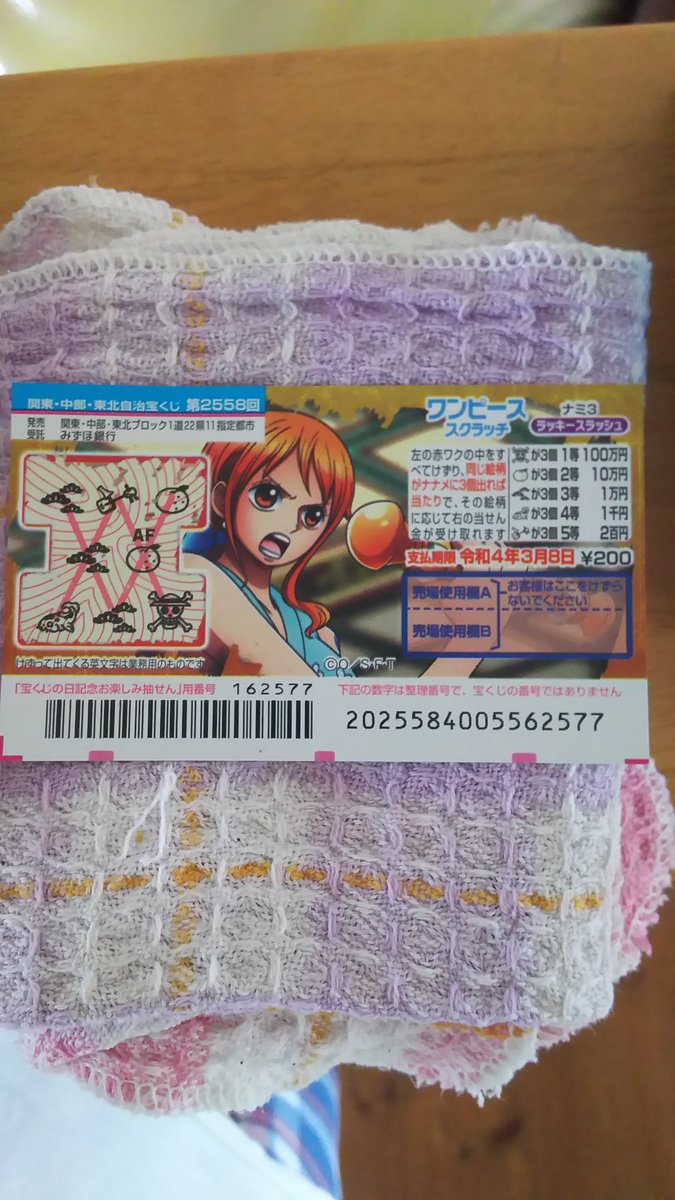 関東・中部・東北自治宝くじ 第2558回
発売 関東・中部・東北ブロック1道22県11指定都市
受託 みずほ銀行
AF
けずって出てくる英文字は業務用のものです
ワンピース
スクラッチ
ナミ3
ラッキースラッシュ
左の赤ワクの中をす
べてけずり、同じ絵柄
がナナメに3個出れば
当たりで、その絵柄
に応じて右の当せん
金が受け取れます
が3個 1等 100万円
が3個 2等 10万円
が3個 3等 1万円
が3個 4等 1千円
が3個 5等 2百円
支払期限 令和4年3月8日 ¥200
売場使用欄A
売場使用欄B
お客様はここをけずら
ないでください
©O/S・F・T
「宝くじの日記念お楽しみ抽せん」用番号 162577
下記の数字は整理番号で、宝くじの番号ではありません
2025584005562577